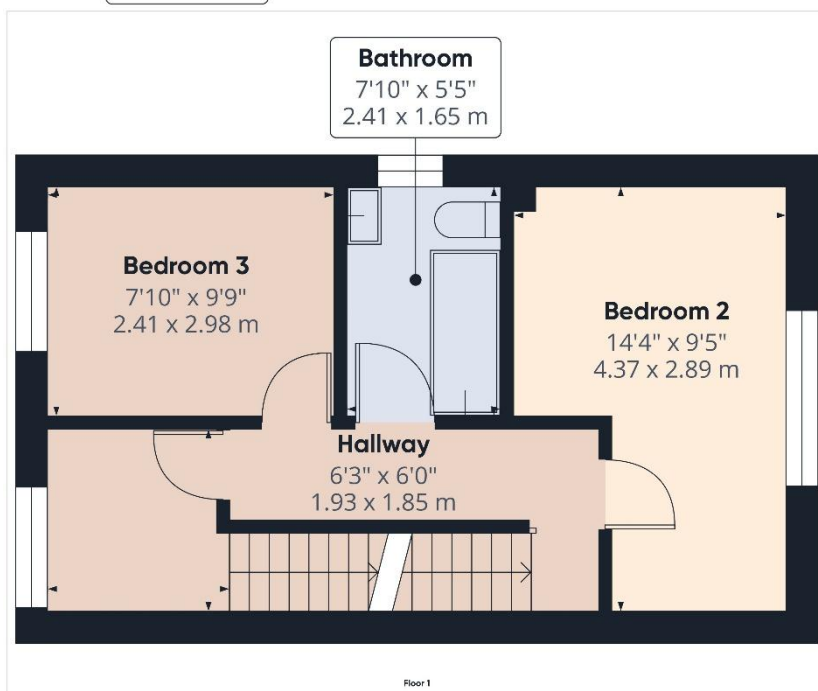 Bathroom
7'10" x 5'5"
2.41 x 1.65 m
Bedroom 3
7'10" x 9'9"
2.41 x 2.98 m
Bedroom 2
14'4" x 9'5"
4.37 x 2.89 m
Hallway
6'3" x 6'0"
1.93 x 1.85 m
Floor 1